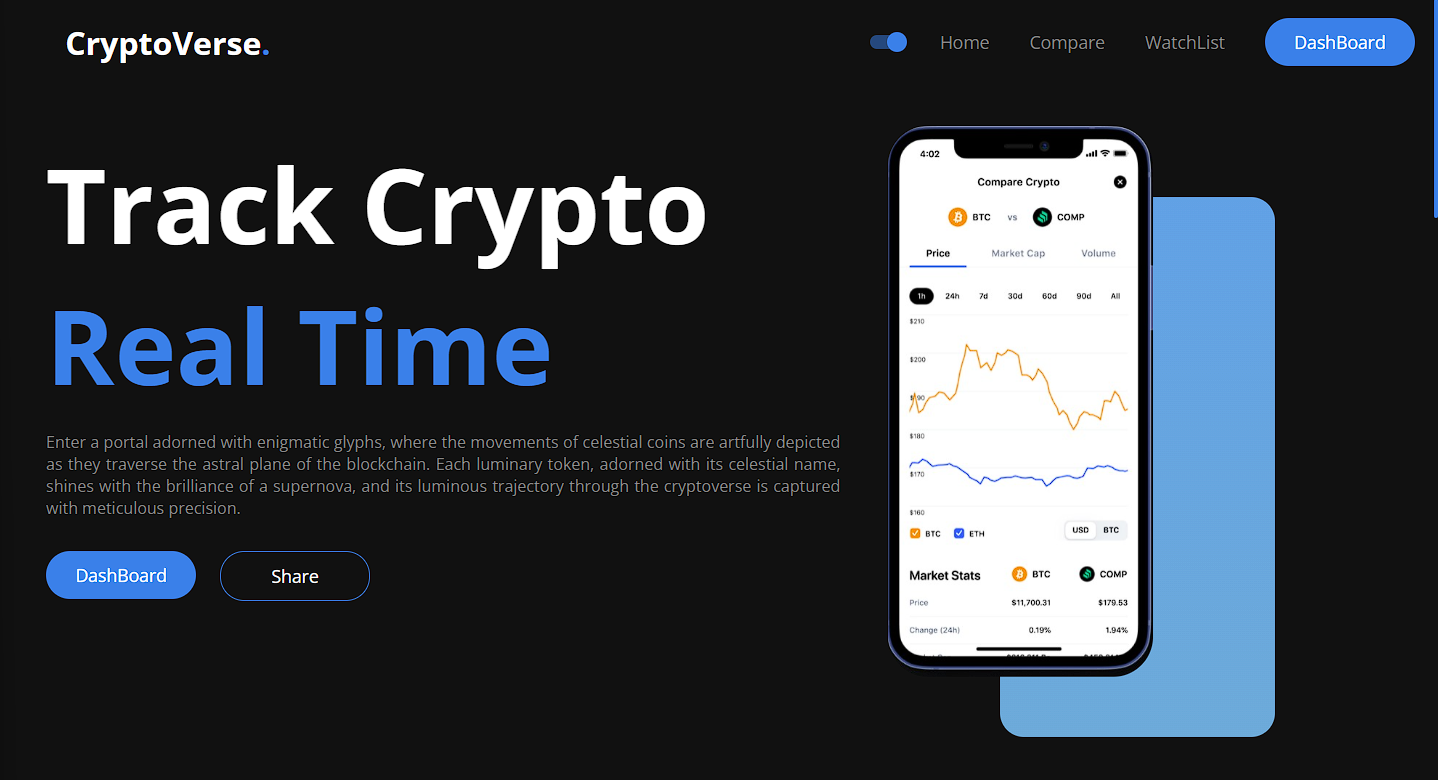 CryptoVerse.
Home Compare WatchList DashBoard
Track Crypto
Real Time
Enter a portal adorned with enigmatic glyphs, where the movements of celestial coins are artfully depicted
as they traverse the astral plane of the blockchain. Each luminary token, adorned with its celestial name,
shines with the brilliance of a supernova, and its luminous trajectory through the cryptoverse is captured
with meticulous precision.
DashBoard Share
4:02
Compare Crypto
BTC vs COMP
Price Market Cap Volume
1h 24h 7d 30d 60d 90d All
$210
$200
$190
$180
$170
$160
BTC ETH USD BTC
Market Stats BTC COMP
Price $11,700.31 $179.53
Change (24h) 0.19% 1.94%